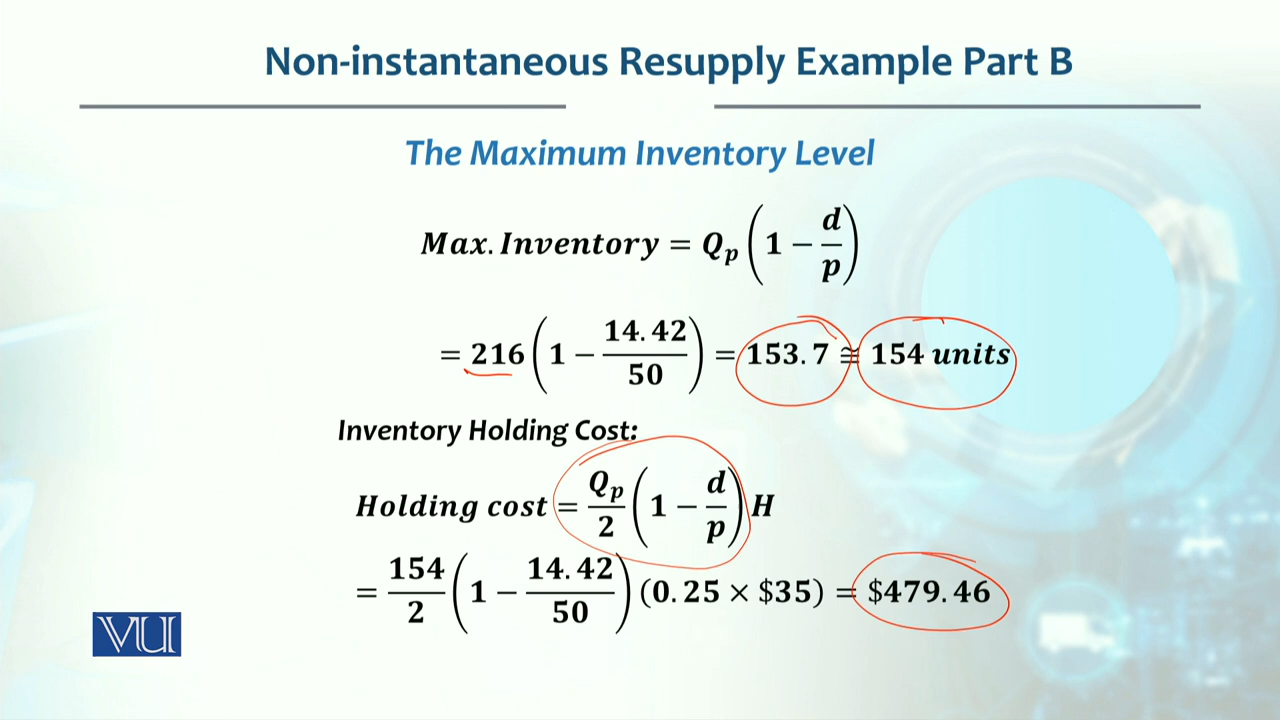 Non-instantaneous Resupply Example Part B
The Maximum Inventory Level
Max. Inventory = Qₚ(1 − d/p)
= 216(1 − 14.42/50) = 153.7 ≅ 154 units
Inventory Holding Cost:
Holding cost = Qₚ/2(1 − d/p)H
= 154/2(1 − 14.42/50)(0.25 × $35) = $479.46
VU